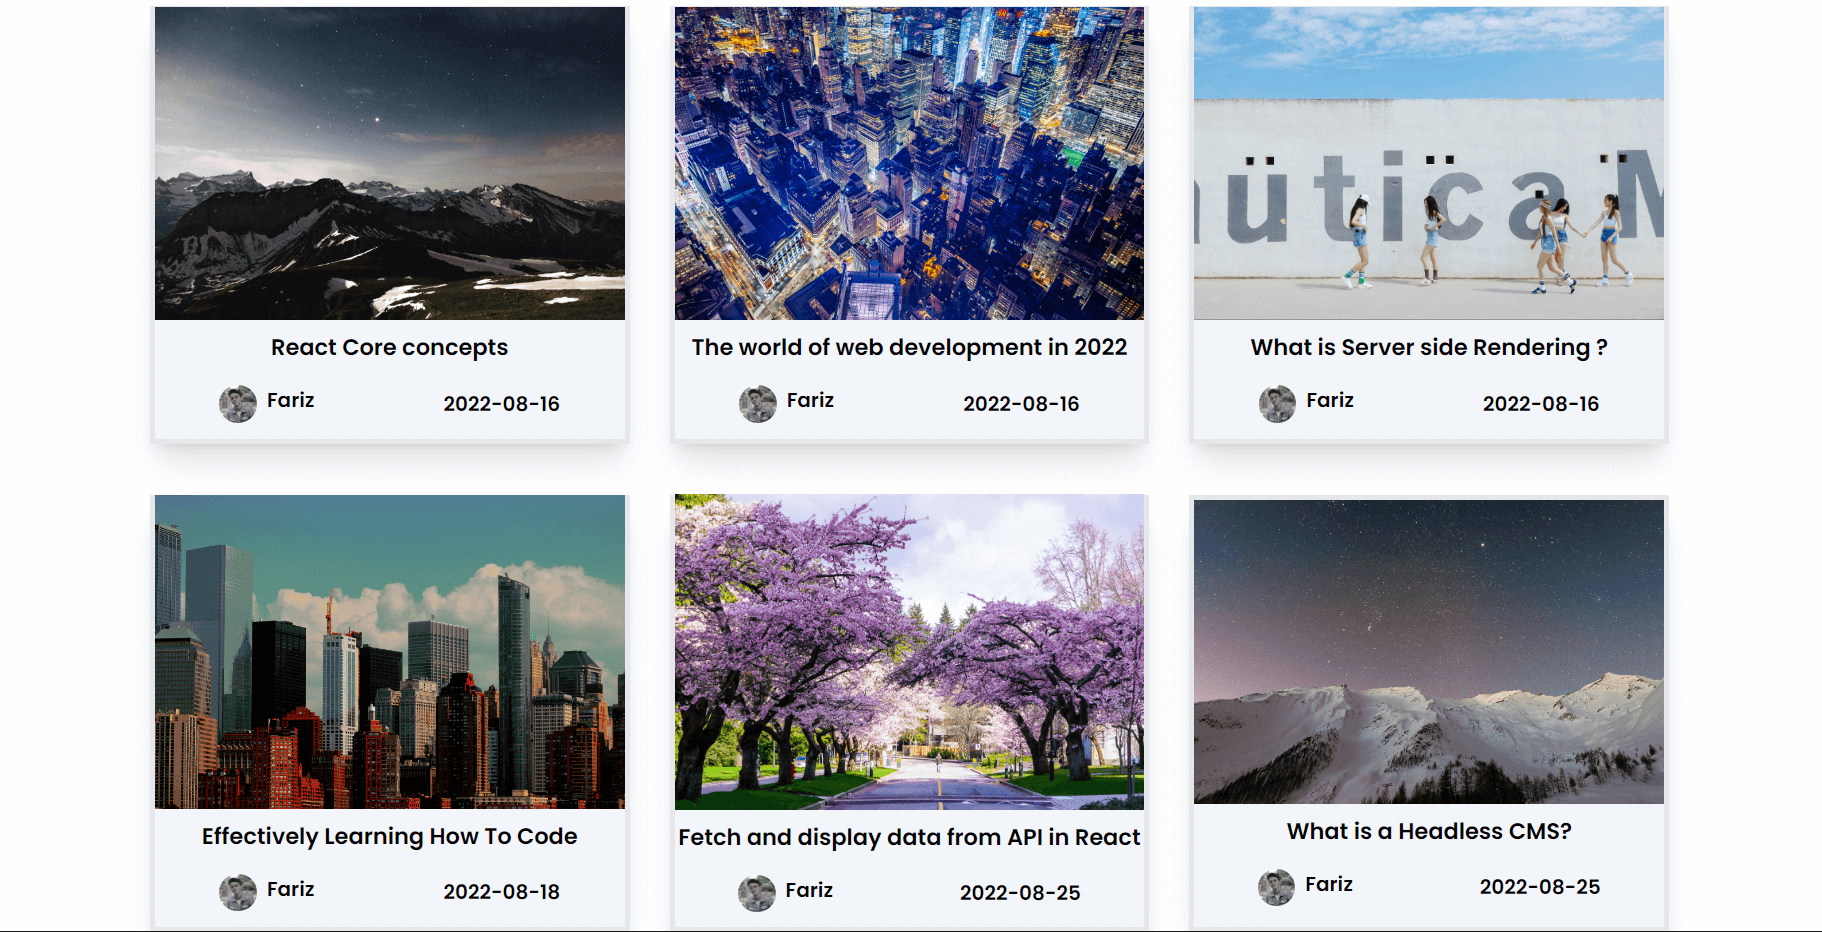 ütica M
React Core concepts
The world of web development in 2022
What is Server side Rendering ?
Fariz
2022-08-16
Fariz
2022-08-16
Fariz
2022-08-16
Effectively Learning How To Code
Fetch and display data from API in React
What is a Headless CMS?
Fariz
2022-08-18
Fariz
2022-08-25
Fariz
2022-08-25